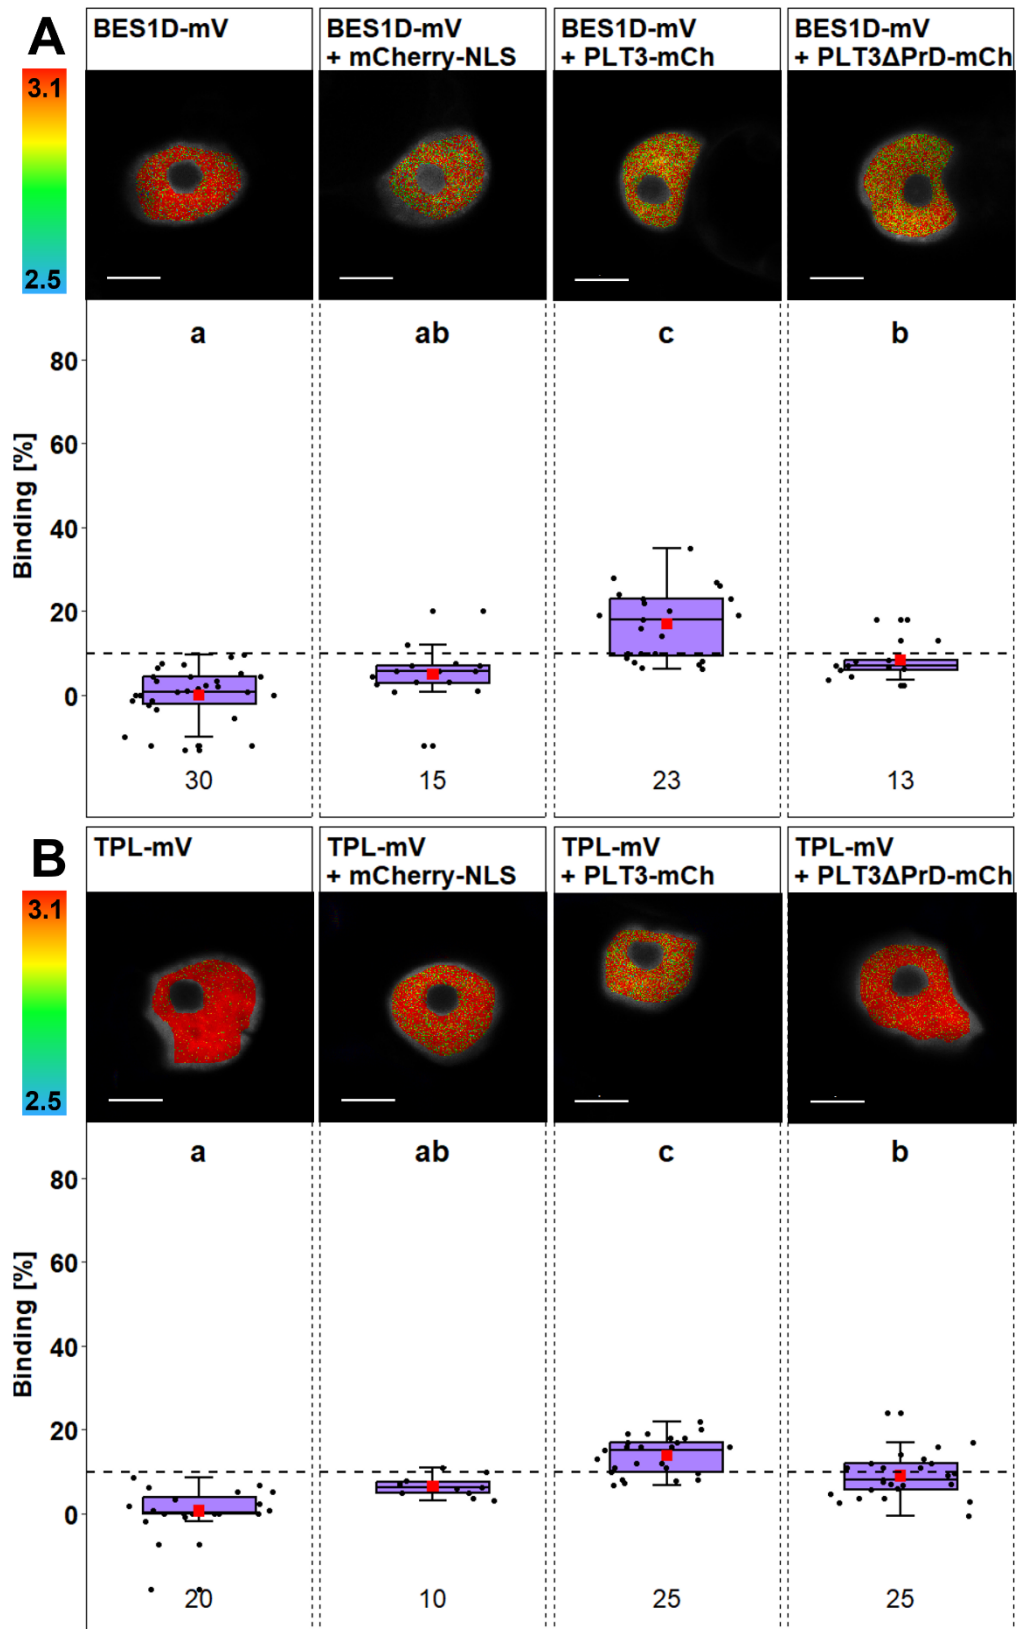 A
BES1D-mV
BES1D-mV
+ mCherry-NLS
BES1D-mV
+ PLT3-mCh
BES1D-mV
+ PLT3ΔPrD-mCh
3.1
2.5
a
ab
c
b
Binding [%]
80
60
40
20
0
30
15
23
13
B
TPL-mV
TPL-mV
+ mCherry-NLS
TPL-mV
+ PLT3-mCh
TPL-mV
+ PLT3ΔPrD-mCh
3.1
2.5
a
ab
c
b
Binding [%]
80
60
40
20
0
20
10
25
25